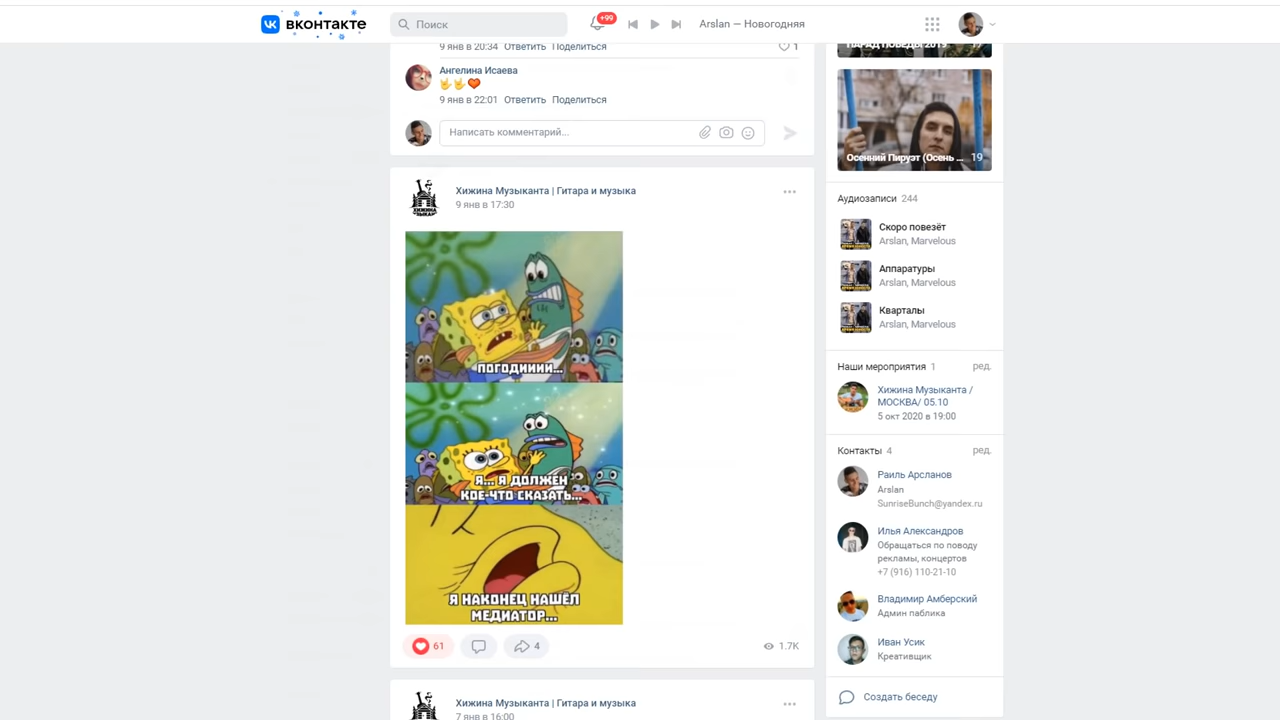 вконтакте
Поиск
+99
Arslan — Новогодняя
9 янв в 20:34 Ответить Поделиться
1
Ангелина Исаева
9 янв в 22:01 Ответить Поделиться
Написать комментарий...
Хижина Музыканта | Гитара и музыка
9 янв в 17:30
ПОГОДИИИИ...
Я... Я ДОЛЖЕН
КОЕ-ЧТО СКАЗАТЬ...
Я НАКОНЕЦ НАШЁЛ
МЕДИАТОР...
61
4
1.7K
Хижина Музыканта | Гитара и музыка
7 янв в 16:00
ПАРАД ПОБЕДЫ 2019 17
Осенний Пируэт (Осень ... 19
Аудиозаписи 244
Скоро повезёт
Arslan, Marvelous
Аппаратуры
Arslan, Marvelous
Кварталы
Arslan, Marvelous
Наши мероприятия 1 ред.
Хижина Музыканта /
МОСКВА/ 05.10
5 окт 2020 в 19:00
Контакты 4 ред.
Раиль Арсланов
Arslan
SunriseBunch@yandex.ru
Илья Александров
Обращаться по поводу
рекламы, концертов
+7 (916) 110-21-10
Владимир Амберский
Админ паблика
Иван Усик
Креативщик
Создать беседу